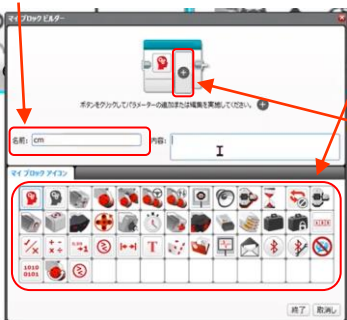 マイ ブロック ビルダー
ボタンをクリックしてパラメーターの追加または編集を実施してください。
名前: cm
内容:
マイ ブロック アイコン
T
1010
0101
終了 取消し